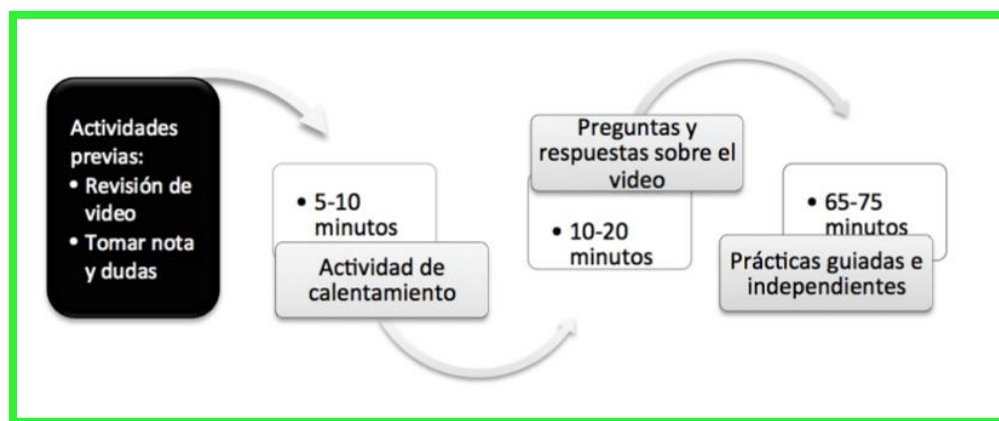 Actividades
previas:
• Revisión de
video
• Tomar nota
y dudas
• 5-10
minutos
Actividad de
calentamiento
Preguntas y
respuestas sobre el
video
• 10-20
minutos
• 65-75
minutos
Prácticas guiadas e
independientes